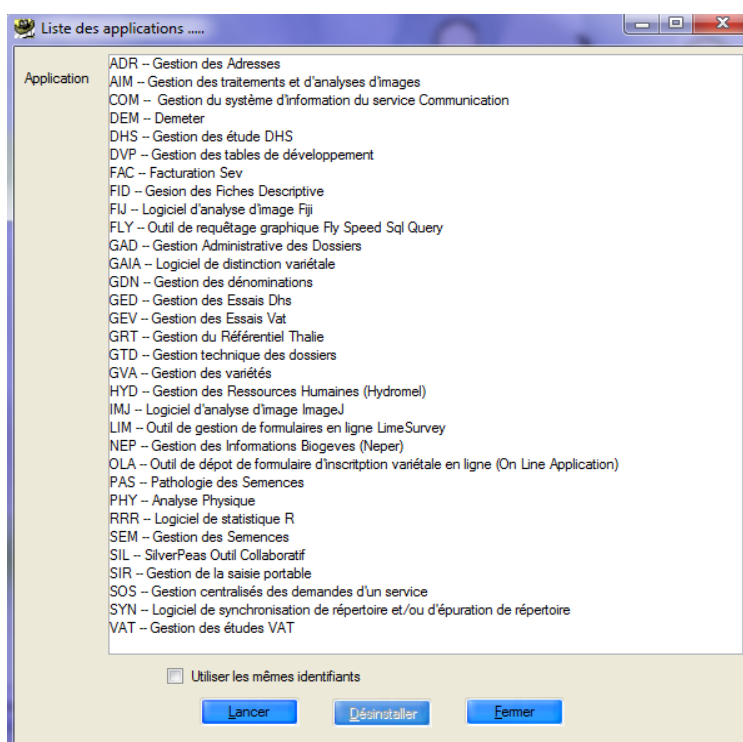 Liste des applications .....
Application
ADR -- Gestion des Adresses
AIM -- Gestion des traitements et d'analyses d'images
COM -- Gestion du système d'information du service Communication
DEM -- Demeter
DHS -- Gestion des étude DHS
DVP -- Gestion des tables de développement
FAC -- Facturation Sev
FID -- Gesion des Fiches Descriptive
FIJ -- Logiciel d'analyse d'image Fiji
FLY -- Outil de requêtage graphique Fly Speed Sql Query
GAD -- Gestion Administrative des Dossiers
GAIA -- Logiciel de distinction variétale
GDN -- Gestion des dénominations
GED -- Gestion des Essais Dhs
GEV -- Gestion des Essais Vat
GRT -- Gestion du Référentiel Thalie
GTD -- Gestion technique des dossiers
GVA -- Gestion des variétés
HYD -- Gestion des Ressources Humaines (Hydromel)
IMJ -- Logiciel d'analyse d'image ImageJ
LIM -- Outil de gestion de formulaires en ligne LimeSurvey
NEP -- Gestion des Informations Biogeves (Neper)
OLA -- Outil de dépot de formulaire d'inscritption variétale en ligne (On Line Application)
PAS -- Pathologie des Semences
PHY -- Analyse Physique
RRR -- Logiciel de statistique R
SEM -- Gestion des Semences
SIL -- SilverPeas Outil Collaboratif
SIR -- Gestion de la saisie portable
SOS -- Gestion centralisés des demandes d'un service
SYN -- Logiciel de synchronisation de répertoire et/ou d'épuration de répertoire
VAT -- Gestion des études VAT
Utiliser les mêmes identifiants
Lancer Désinstaller Fermer